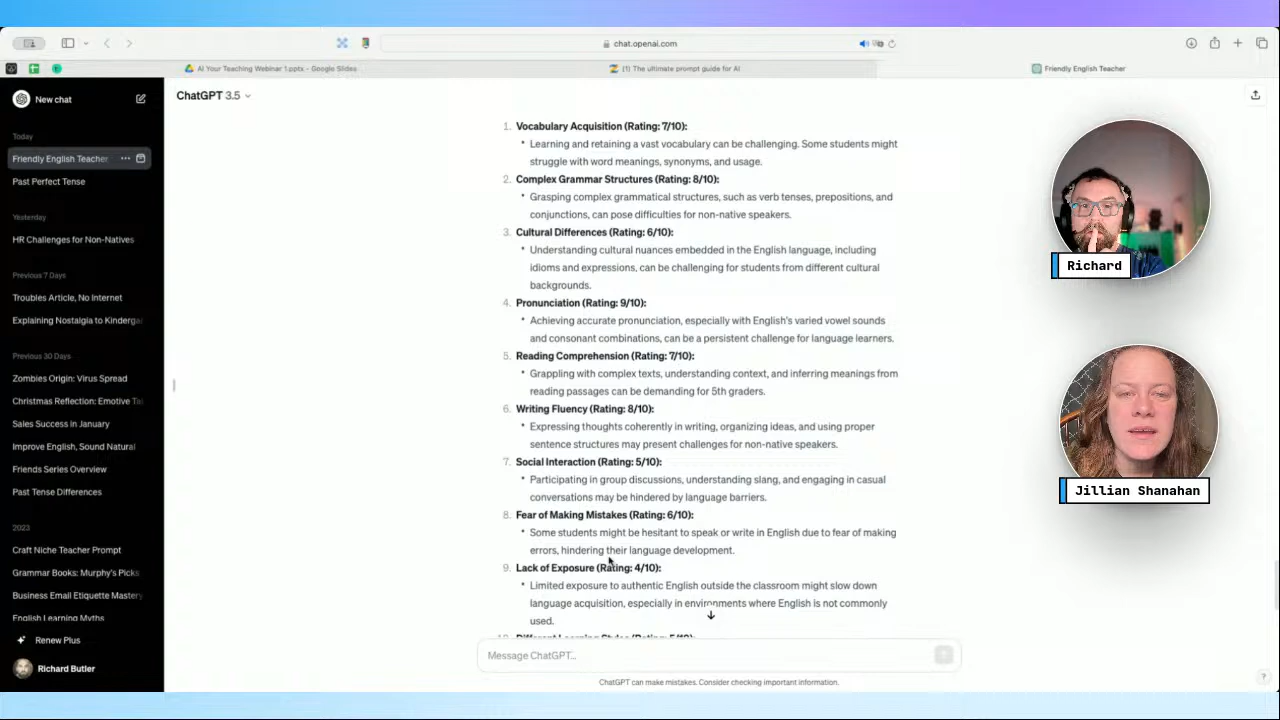 chat.openai.com
AI Your Teaching Webinar 1.pptx - Google Slides
(1) The ultimate prompt guide for AI
Friendly English Teacher
New chat
Today
Friendly English Teacher
Past Perfect Tense
Yesterday
HR Challenges for Non-Natives
Previous 7 Days
Troubles Article, No Internet
Explaining Nostalgia to Kinderga
Previous 30 Days
Zombies Origin: Virus Spread
Christmas Reflection: Emotive Ta
Sales Success in January
Improve English, Sound Natural
Friends Series Overview
Past Tense Differences
2023
Craft Niche Teacher Prompt
Grammar Books: Murphy's Picks
Business Email Etiquette Mastery
English Learning Myths
Renew Plus
Richard Butler
ChatGPT 3.5
1. Vocabulary Acquisition (Rating: 7/10):
• Learning and retaining a vast vocabulary can be challenging. Some students might
struggle with word meanings, synonyms, and usage.
2. Complex Grammar Structures (Rating: 8/10):
• Grasping complex grammatical structures, such as verb tenses, prepositions, and
conjunctions, can pose difficulties for non-native speakers.
3. Cultural Differences (Rating: 6/10):
• Understanding cultural nuances embedded in the English language, including
idioms and expressions, can be challenging for students from different cultural
backgrounds.
4. Pronunciation (Rating: 9/10):
• Achieving accurate pronunciation, especially with English's varied vowel sounds
and consonant combinations, can be a persistent challenge for language learners.
5. Reading Comprehension (Rating: 7/10):
• Grappling with complex texts, understanding context, and inferring meanings from
reading passages can be demanding for 5th graders.
6. Writing Fluency (Rating: 8/10):
• Expressing thoughts coherently in writing, organizing ideas, and using proper
sentence structures may present challenges for non-native speakers.
7. Social Interaction (Rating: 5/10):
• Participating in group discussions, understanding slang, and engaging in casual
conversations may be hindered by language barriers.
8. Fear of Making Mistakes (Rating: 6/10):
• Some students might be hesitant to speak or write in English due to fear of making
errors, hindering their language development.
9. Lack of Exposure (Rating: 4/10):
• Limited exposure to authentic English outside the classroom might slow down
language acquisition, especially in environments where English is not commonly
used.
10. Different Learning Styles (Rating: 5/10):
Message ChatGPT...
ChatGPT can make mistakes. Consider checking important information.
Richard
Jillian Shanahan